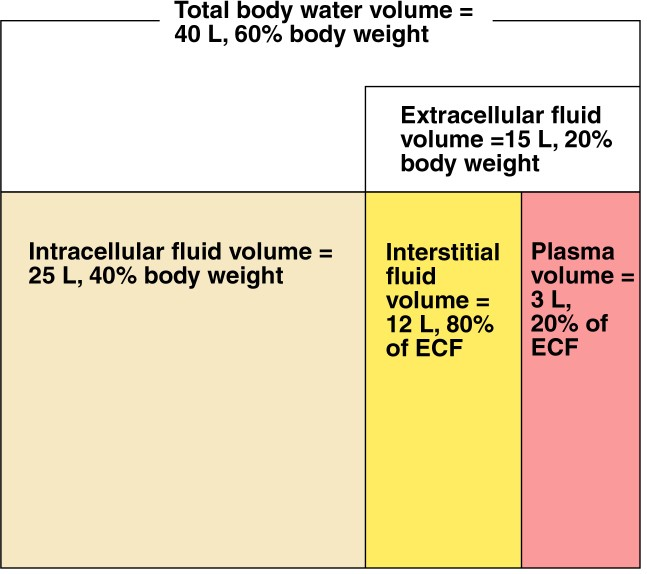 Total body water volume =
40 L, 60% body weight
Extracellular fluid
volume =15 L, 20%
body weight
Intracellular fluid volume =
25 L, 40% body weight
Interstitial
fluid
volume =
12 L, 80%
of ECF
Plasma
volume =
3 L,
20% of
ECF